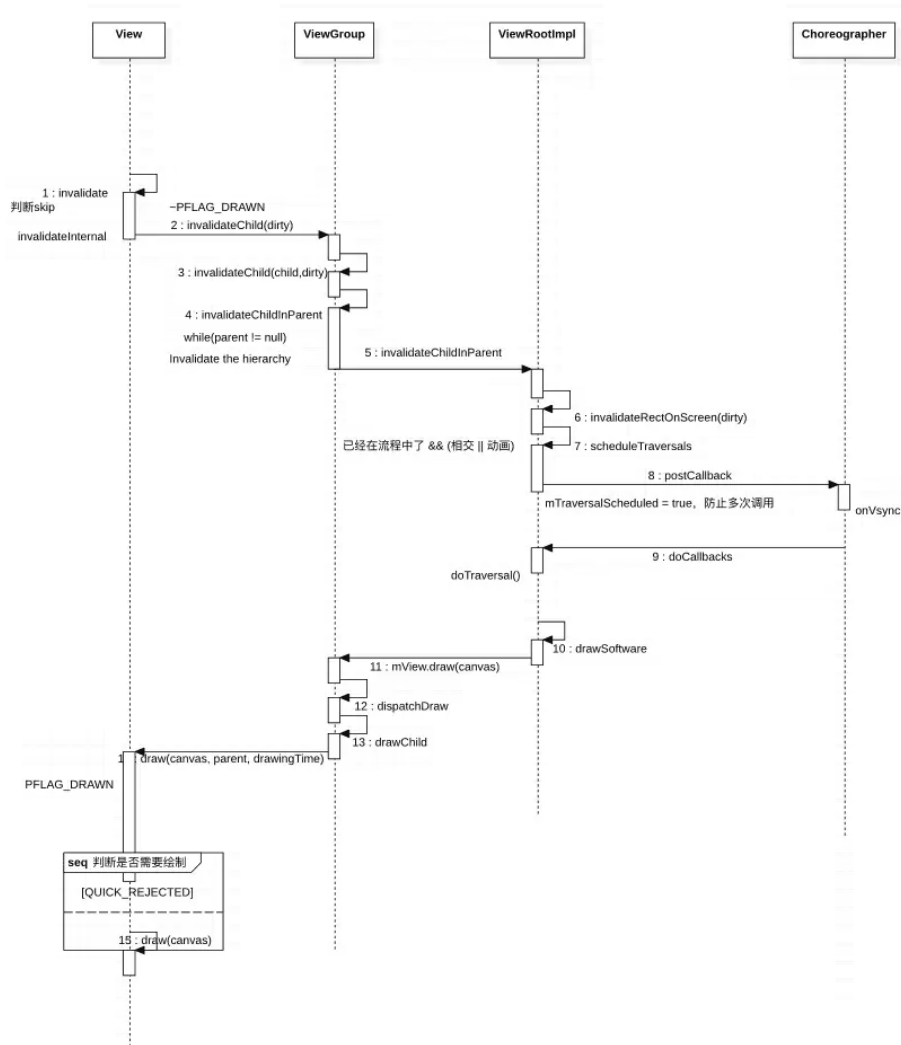 View
ViewGroup
ViewRootImpl
Choreographer
1 : invalidate
判断skip
~PFLAG_DRAWN
2 : invalidateChild(dirty)
invalidateInternal
3 : invalidateChild(child,dirty)
4 : invalidateChildInParent
while(parent != null)
Invalidate the hierarchy
5 : invalidateChildInParent
6 : invalidateRectOnScreen(dirty)
已经在流程中了 && (相交 || 动画)
7 : scheduleTraversals
8 : postCallback
mTraversalScheduled = true，防止多次调用
onVsync
9 : doCallbacks
doTraversal()
10 : drawSoftware
11 : mView.draw(canvas)
12 : dispatchDraw
13 : drawChild
draw(canvas, parent, drawingTime)
PFLAG_DRAWN
seq 判断是否需要绘制
[QUICK_REJECTED]
15 : draw(canvas)